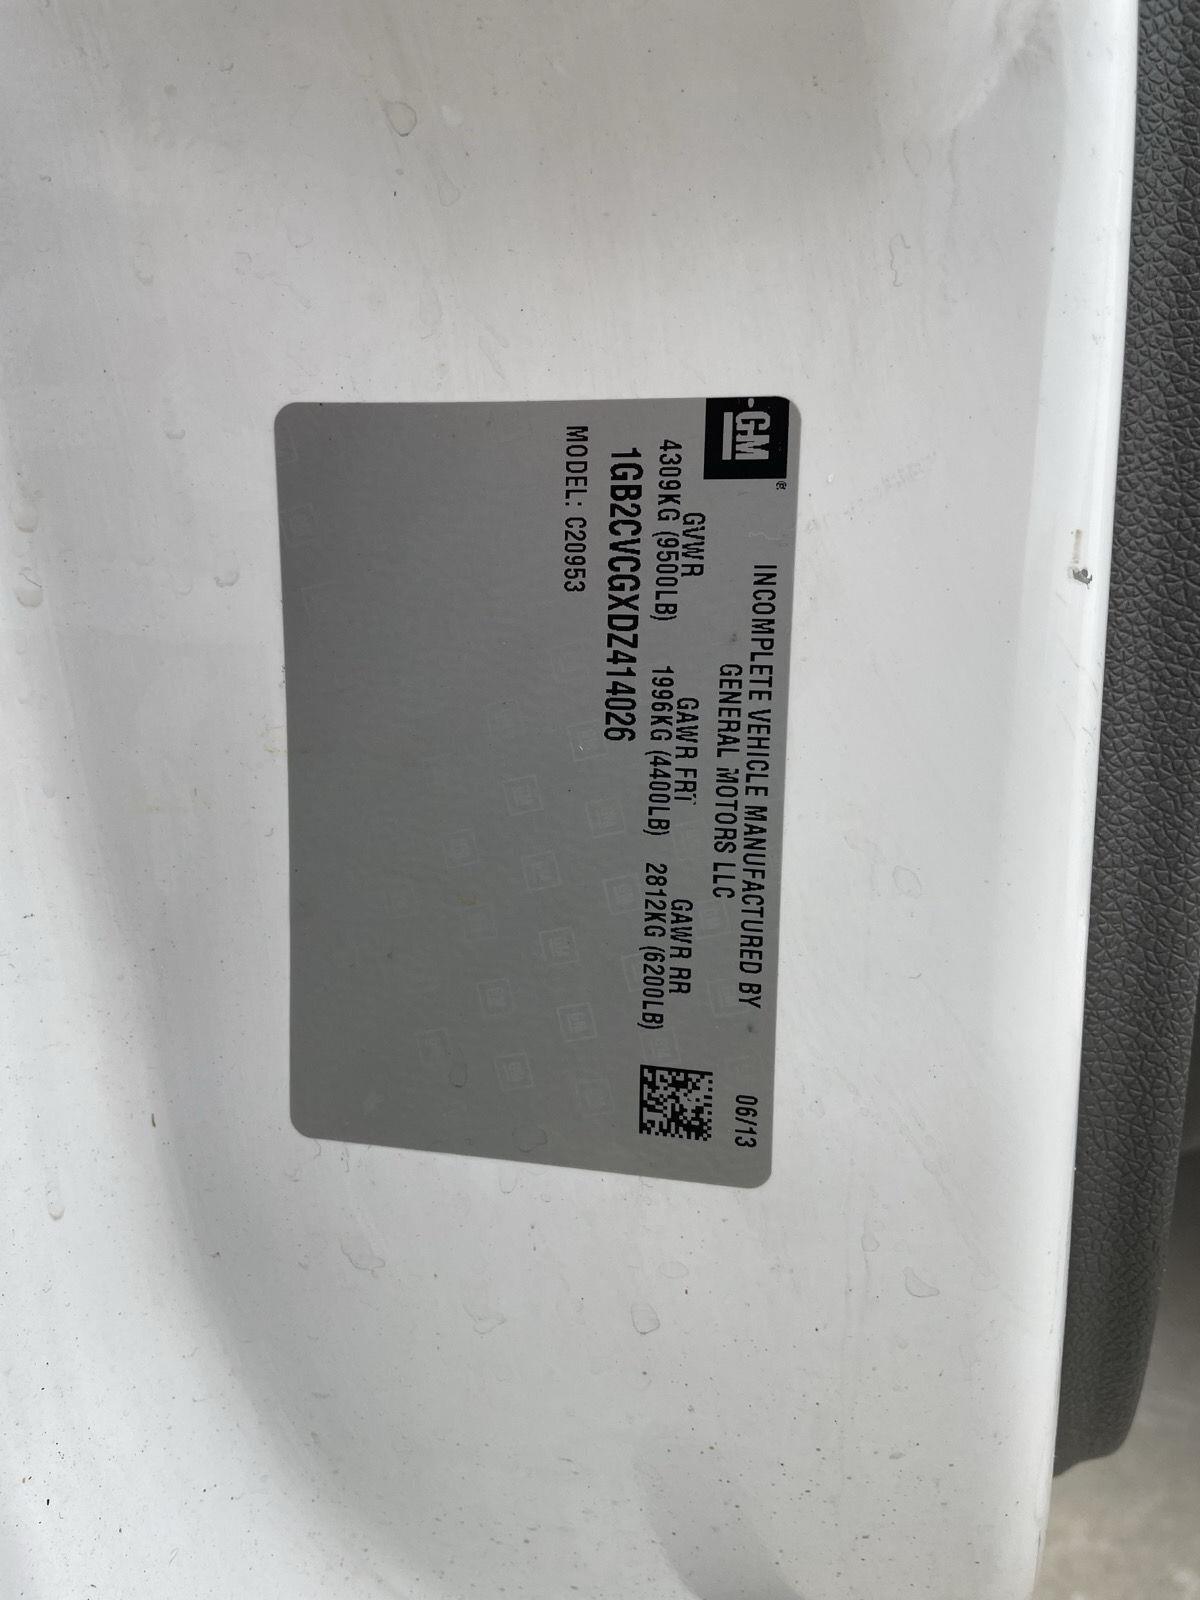 GM®
INCOMPLETE VEHICLE MANUFACTURED BY 06/13
GENERAL MOTORS LLC
GVWR GAWR FRT GAWR RR
4309KG (9500LB) 1996KG (4400LB) 2812KG (6200LB)
1GB2CVCGXDZ414026
MODEL: C20953